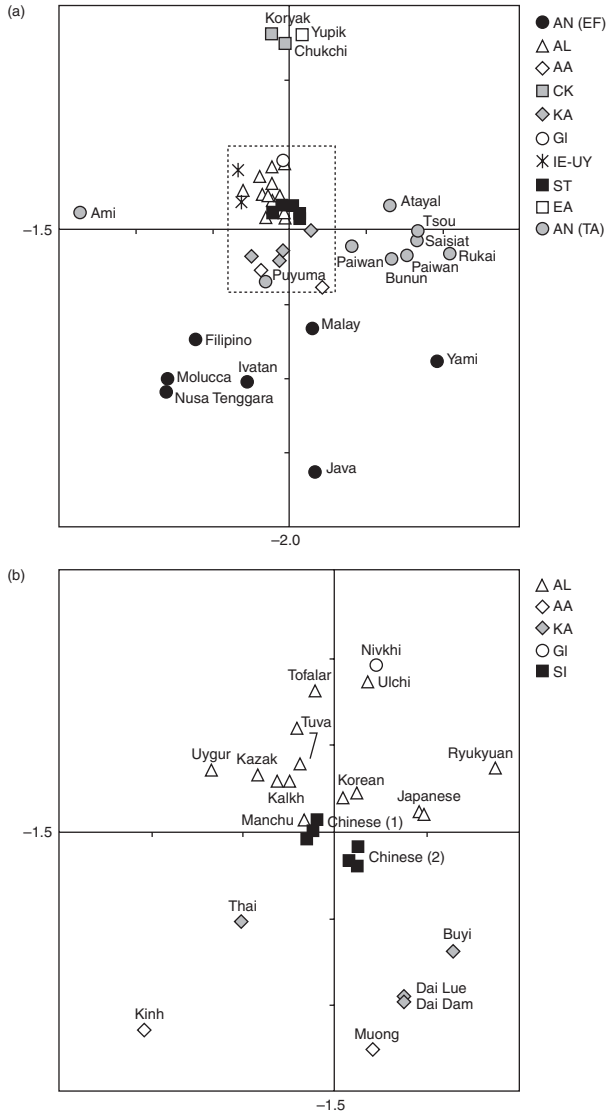 (a)
Koryak
Yupik
Chukchi
Ami
Atayal
Tsou
Saisiat
Rukai
Paiwan
Bunun
Paiwan
Puyuma
Malay
Filipino
Yami
Molucca
Ivatan
Nusa Tenggara
Java
−1.5
−2.0
AN (EF)
AL
AA
CK
KA
GI
IE-UY
ST
EA
AN (TA)
(b)
Nivkhi
Tofalar
Ulchi
Tuva
Uygur
Kazak
Ryukyuan
Kalkh
Korean
Japanese
Manchu
Chinese (1)
Chinese (2)
Thai
Buyi
Dai Lue
Dai Dam
Kinh
Muong
−1.5
−1.5
AL
AA
KA
GI
SI